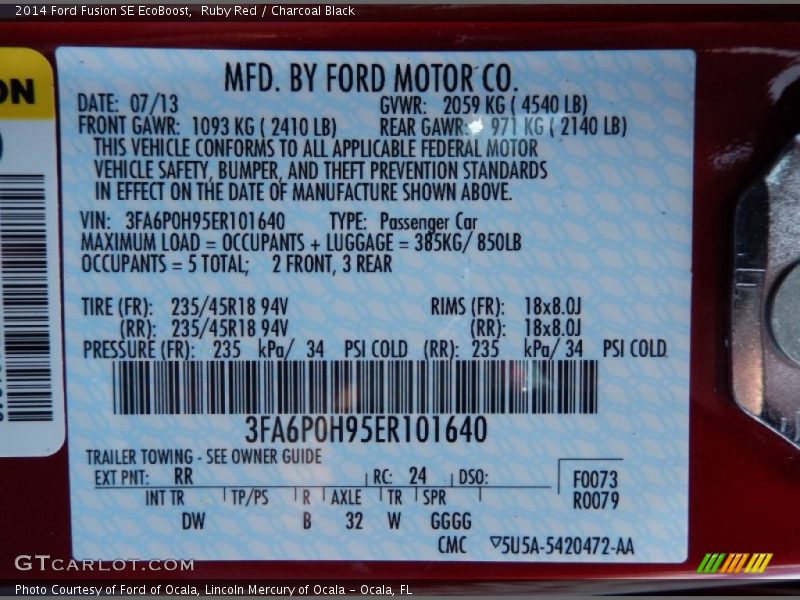 2014 Ford Fusion SE EcoBoost,  Ruby Red / Charcoal Black
ON
MFD. BY FORD MOTOR CO.
DATE: 07/13 GVWR: 2059 KG ( 4540 LB)
FRONT GAWR: 1093 KG ( 2410 LB) REAR GAWR: 971 KG ( 2140 LB)
THIS VEHICLE CONFORMS TO ALL APPLICABLE FEDERAL MOTOR
VEHICLE SAFETY, BUMPER, AND THEFT PREVENTION STANDARDS
IN EFFECT ON THE DATE OF MANUFACTURE SHOWN ABOVE.
VIN: 3FA6P0H95ER101640 TYPE: Passenger Car
MAXIMUM LOAD = OCCUPANTS + LUGGAGE = 385KG/ 850LB
OCCUPANTS = 5 TOTAL; 2 FRONT, 3 REAR
TIRE (FR): 235/45R18 94V RIMS (FR): 18x8.0J
(RR): 235/45R18 94V (RR): 18x8.0J
PRESSURE (FR): 235 kPa/ 34 PSI COLD (RR): 235 kPa/ 34 PSI COLD
3FA6P0H95ER101640
TRAILER TOWING - SEE OWNER GUIDE
EXT PNT: RR RC: 24 DSO: F0073
INT TR TP/PS R AXLE TR SPR R0079
DW B 32 W GGGG
CMC ▽5U5A-5420472-AA
GTCARLOT.COM
Photo Courtesy of Ford of Ocala, Lincoln Mercury of Ocala – Ocala, FL